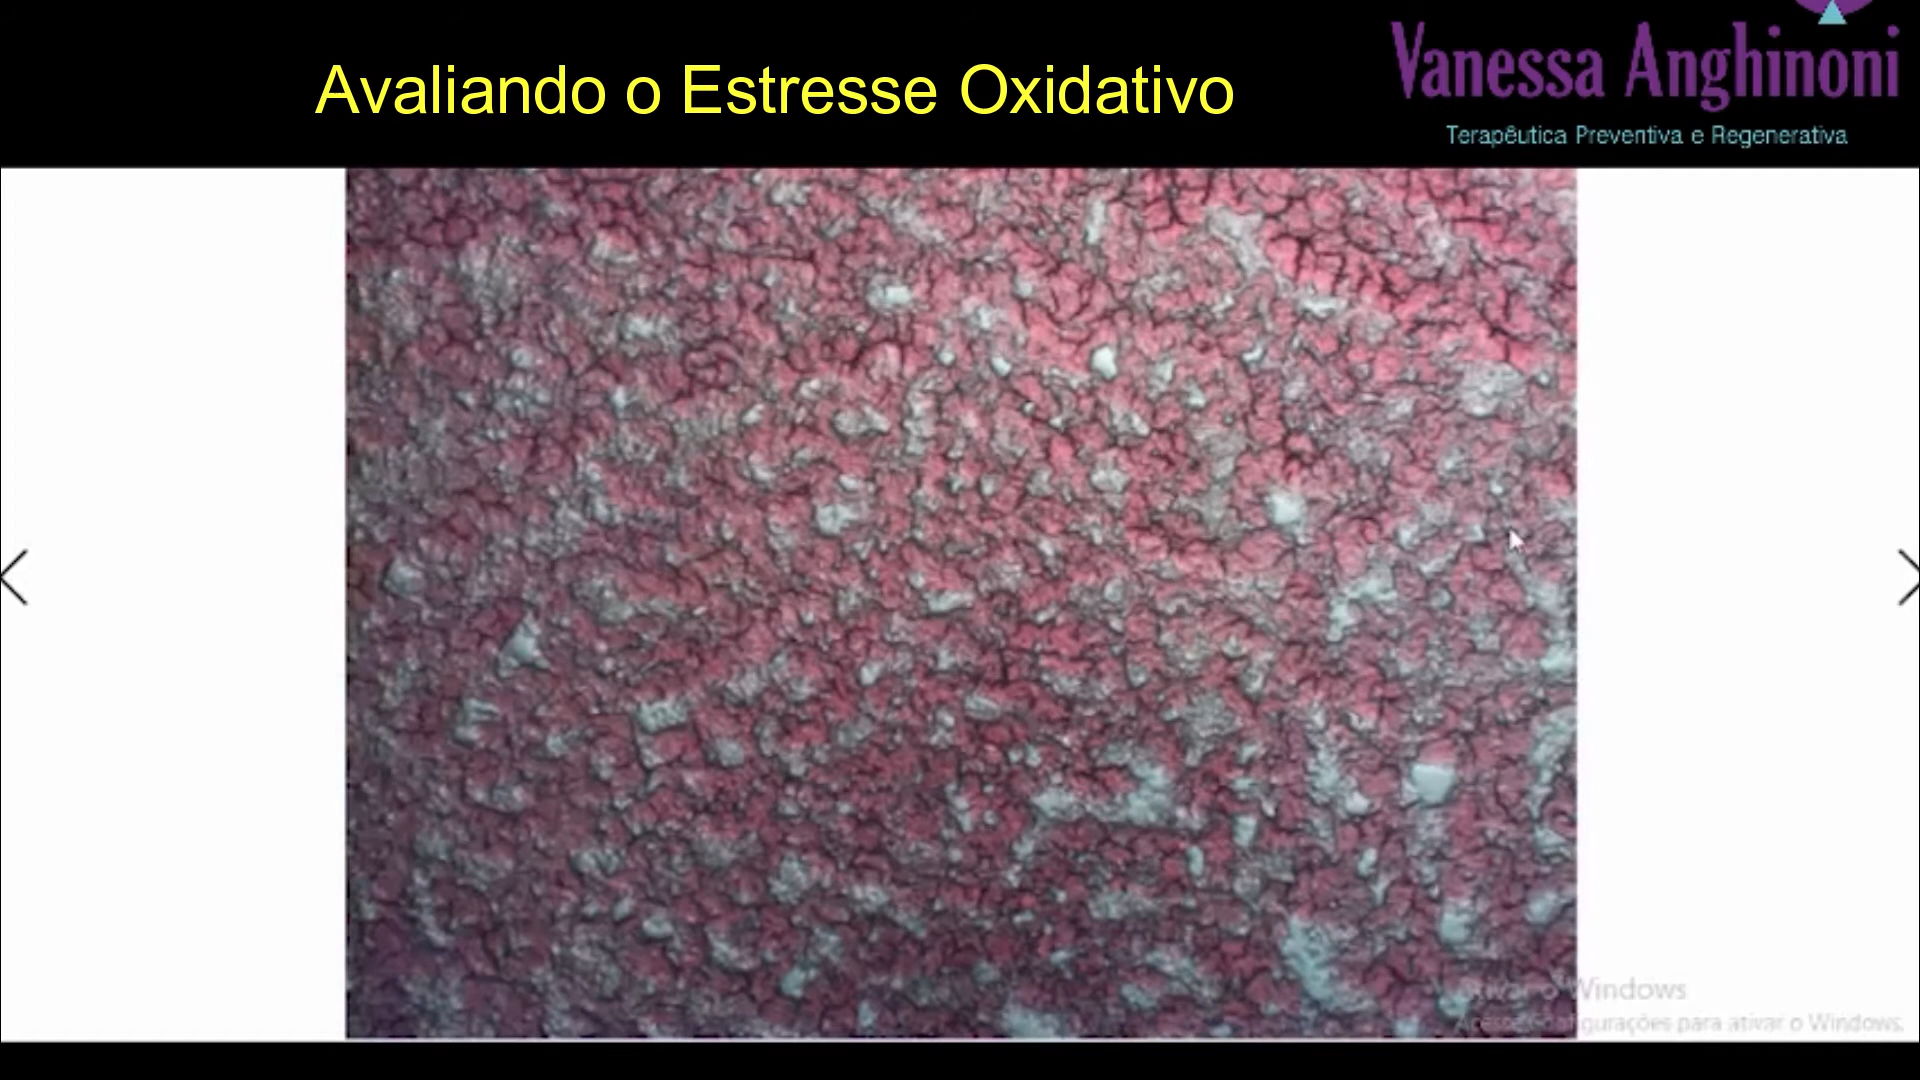 Avaliando o Estresse Oxidativo
Vanessa Anghinoni
Terapêutica Preventiva e Regenerativa
Windows
para ativar o Windows.